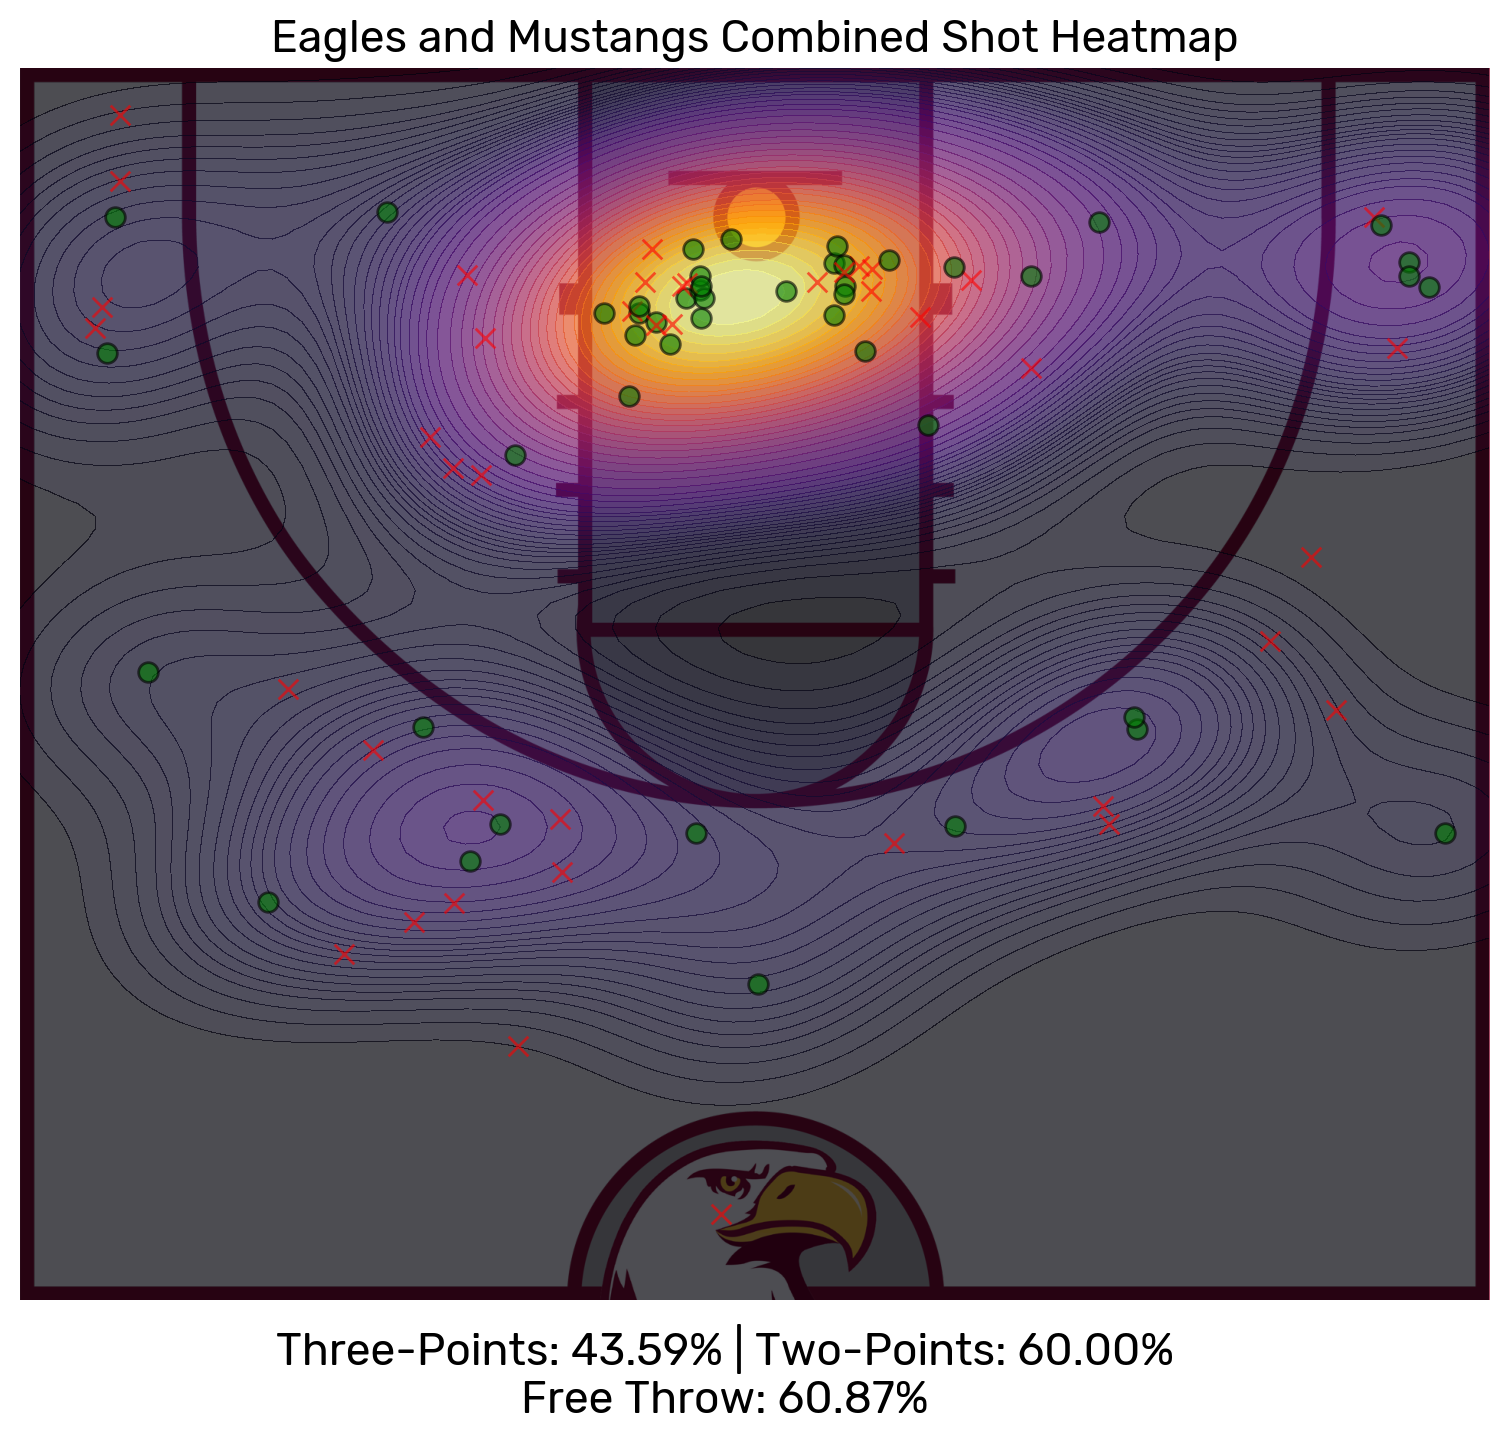 Eagles and Mustangs Combined Shot Heatmap
Three-Points: 43.59% | Two-Points: 60.00%
Free Throw: 60.87%